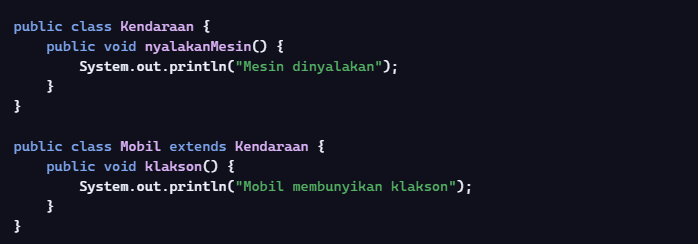 public class Kendaraan {
    public void nyalakanMesin() {
        System.out.println("Mesin dinyalakan");
    }
}

public class Mobil extends Kendaraan {
    public void klakson() {
        System.out.println("Mobil membunyikan klakson");
    }
}